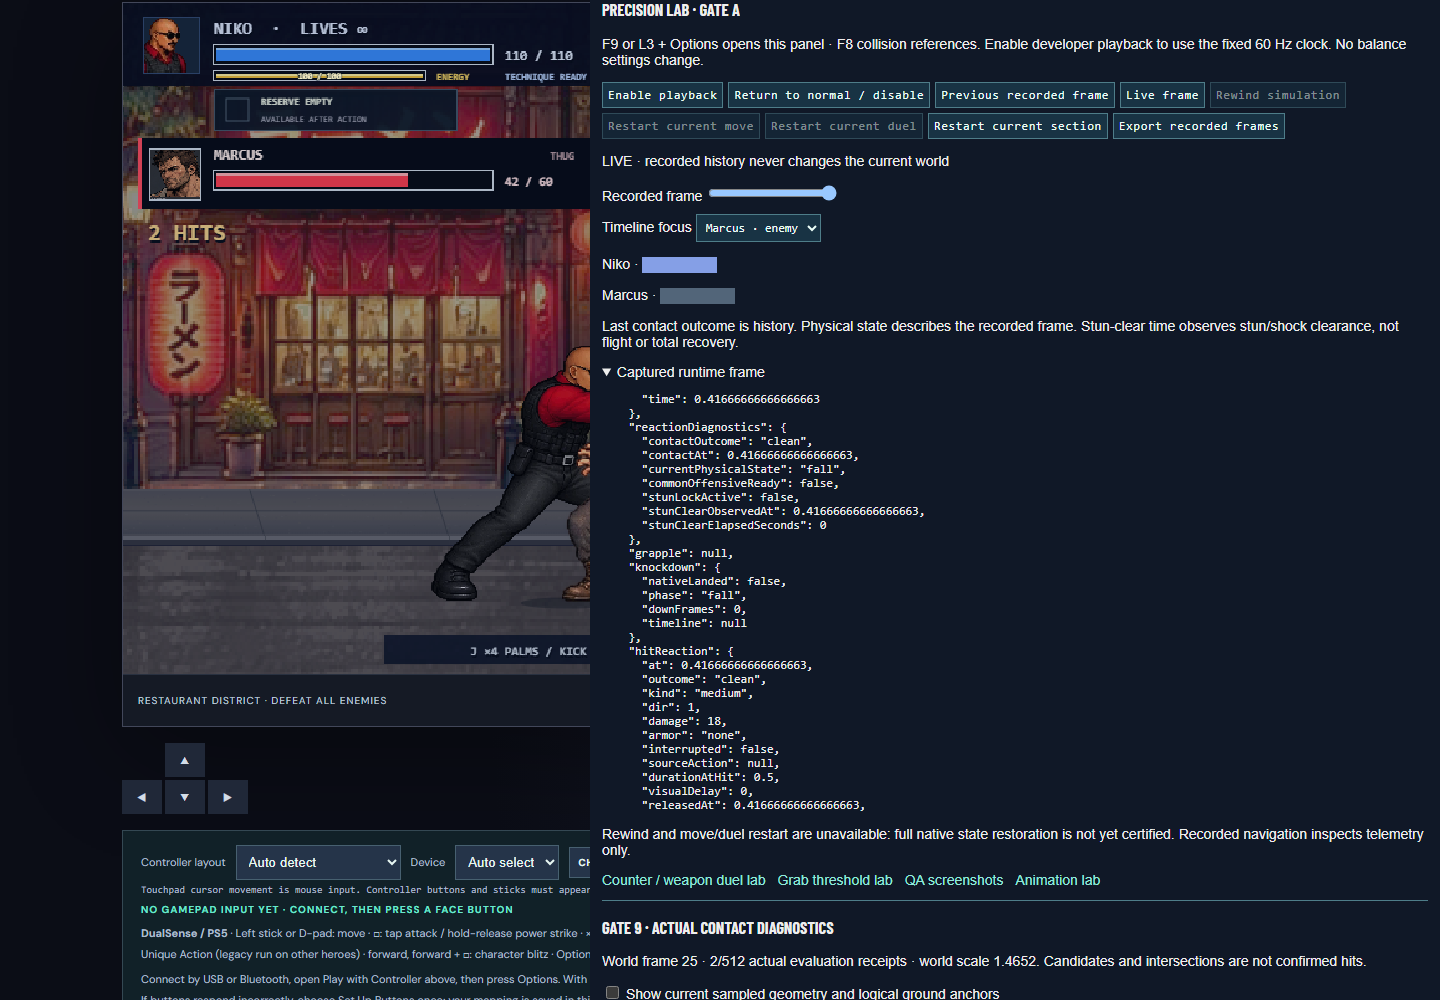 NIKO · LIVES ∞
110 / 110
100 / 100 ENERGY TECHNIQUE READY
RESERVE EMPTY
AVAILABLE AFTER ACTION
MARCUS THUG
42 / 60
2 HITS
ラーメン
J ×4 PALMS / KICK
RESTAURANT DISTRICT · DEFEAT ALL ENEMIES
▲
◀ ▼ ▶
Controller layout Auto detect Device Auto select
Touchpad cursor movement is mouse input. Controller buttons and sticks must appear
NO GAMEPAD INPUT YET · CONNECT, THEN PRESS A FACE BUTTON
DualSense / PS5 · Left stick or D-pad: move · □: tap attack / hold-release power strike ·
Unique Action (legacy run on other heroes) · forward, forward + □: character blitz · Option
Connect by USB or Bluetooth, open Play with Controller above, then press Options. With
PRECISION LAB · GATE A
F9 or L3 + Options opens this panel · F8 collision references. Enable developer playback to use the fixed 60 Hz clock. No balance
settings change.
Enable playback Return to normal / disable Previous recorded frame Live frame Rewind simulation
Restart current move Restart current duel Restart current section Export recorded frames
LIVE · recorded history never changes the current world
Recorded frame
Timeline focus Marcus · enemy
Niko ·
Marcus ·
Last contact outcome is history. Physical state describes the recorded frame. Stun-clear time observes stun/shock clearance, not
flight or total recovery.
▼ Captured runtime frame
"time": 0.41666666666666663
},
"reactionDiagnostics": {
"contactOutcome": "clean",
"contactAt": 0.41666666666666663,
"currentPhysicalState": "fall",
"commonOffensiveReady": false,
"stunLockActive": false,
"stunClearObservedAt": 0.41666666666666663,
"stunClearElapsedSeconds": 0
},
"grapple": null,
"knockdown": {
"nativeLanded": false,
"phase": "fall",
"downFrames": 0,
"timeline": null
},
"hitReaction": {
"at": 0.41666666666666663,
"outcome": "clean",
"kind": "medium",
"dir": 1,
"damage": 18,
"armor": "none",
"interrupted": false,
"sourceAction": null,
"durationAtHit": 0.5,
"visualDelay": 0,
"releasedAt": 0.41666666666666663,
Rewind and move/duel restart are unavailable: full native state restoration is not yet certified. Recorded navigation inspects telemetry
only.
Counter / weapon duel lab Grab threshold lab QA screenshots Animation lab
GATE 9 · ACTUAL CONTACT DIAGNOSTICS
World frame 25 · 2/512 actual evaluation receipts · world scale 1.4652. Candidates and intersections are not confirmed hits.
Show current sampled geometry and logical ground anchors